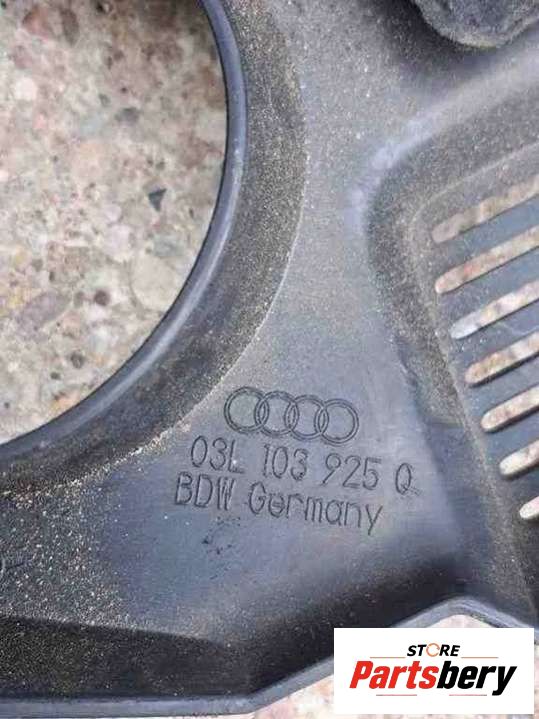 03L 103 925 Q
BDW Germany
STORE
Partsbery